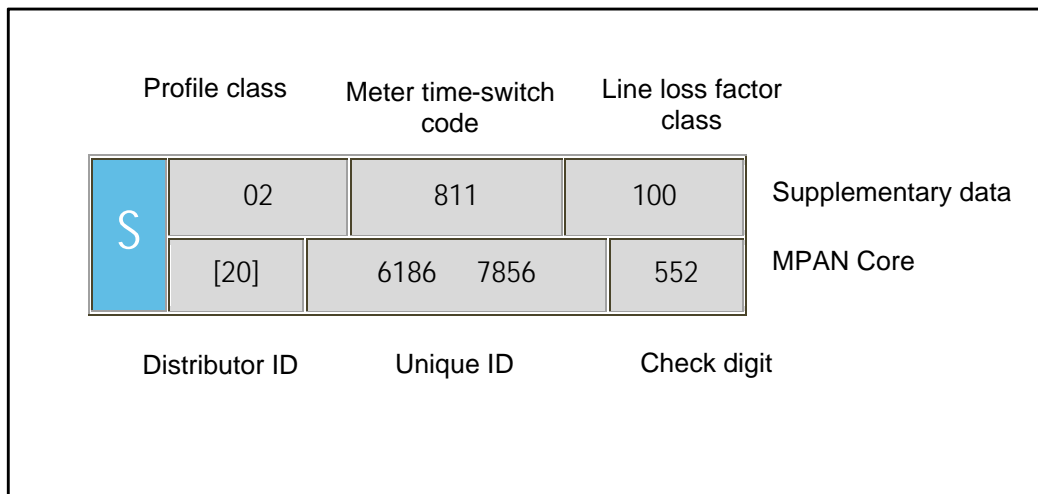 Profile class Meter time-switch code Line loss factor class
S 02 811 100 Supplementary data
[20] 6186 7856 552 MPAN Core
Distributor ID Unique ID Check digit